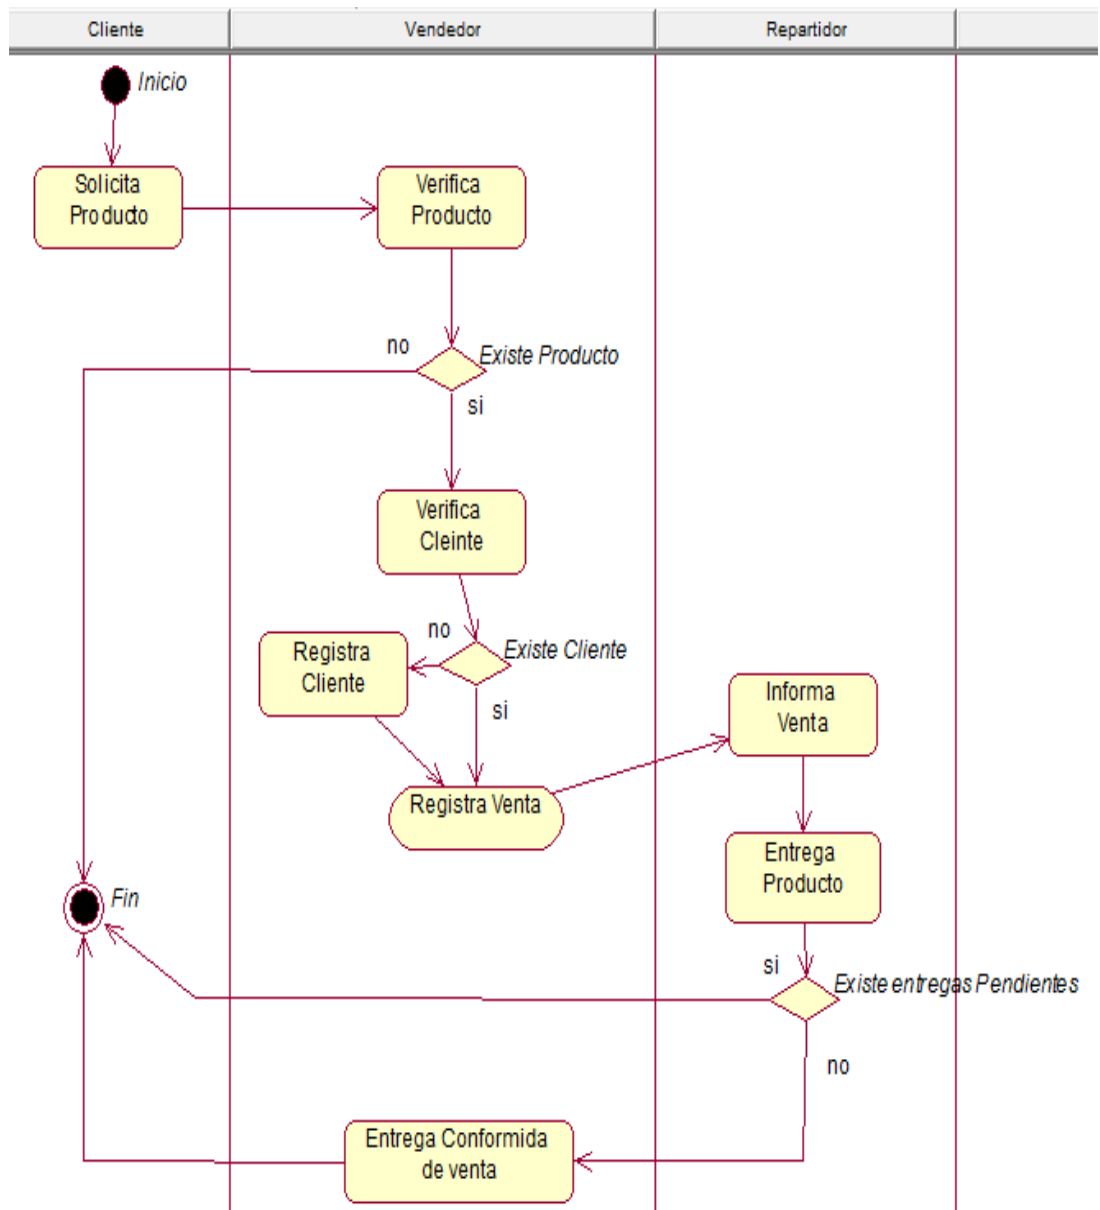 Cliente
Vendedor
Repartidor
Inicio
Solicita
Producto
Verifica
Producto
no
Existe Producto
si
Verifica
Cleinte
no
Existe Cliente
Registra
Cliente
si
Informa
Venta
Registra Venta
Entrega
Producto
Fin
si
Existe entregas Pendientes
no
Entrega Conformida
de venta